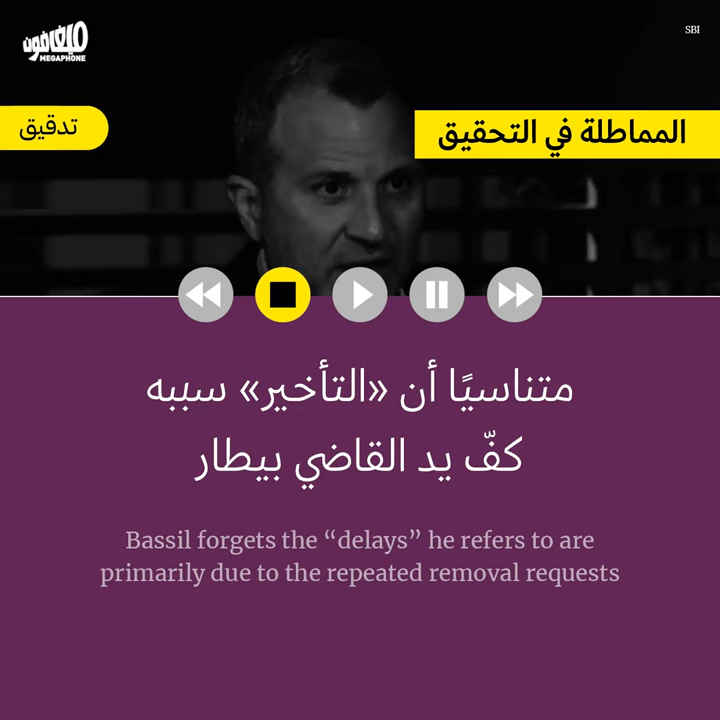 ميغافون
MEGAPHONE
SBI
المماطلة في التحقيق
تدقيق
متناسيًا أن «التأخير» سببه
كفّ يد القاضي بيطار
Bassil forgets the “delays” he refers to are
primarily due to the repeated removal requests